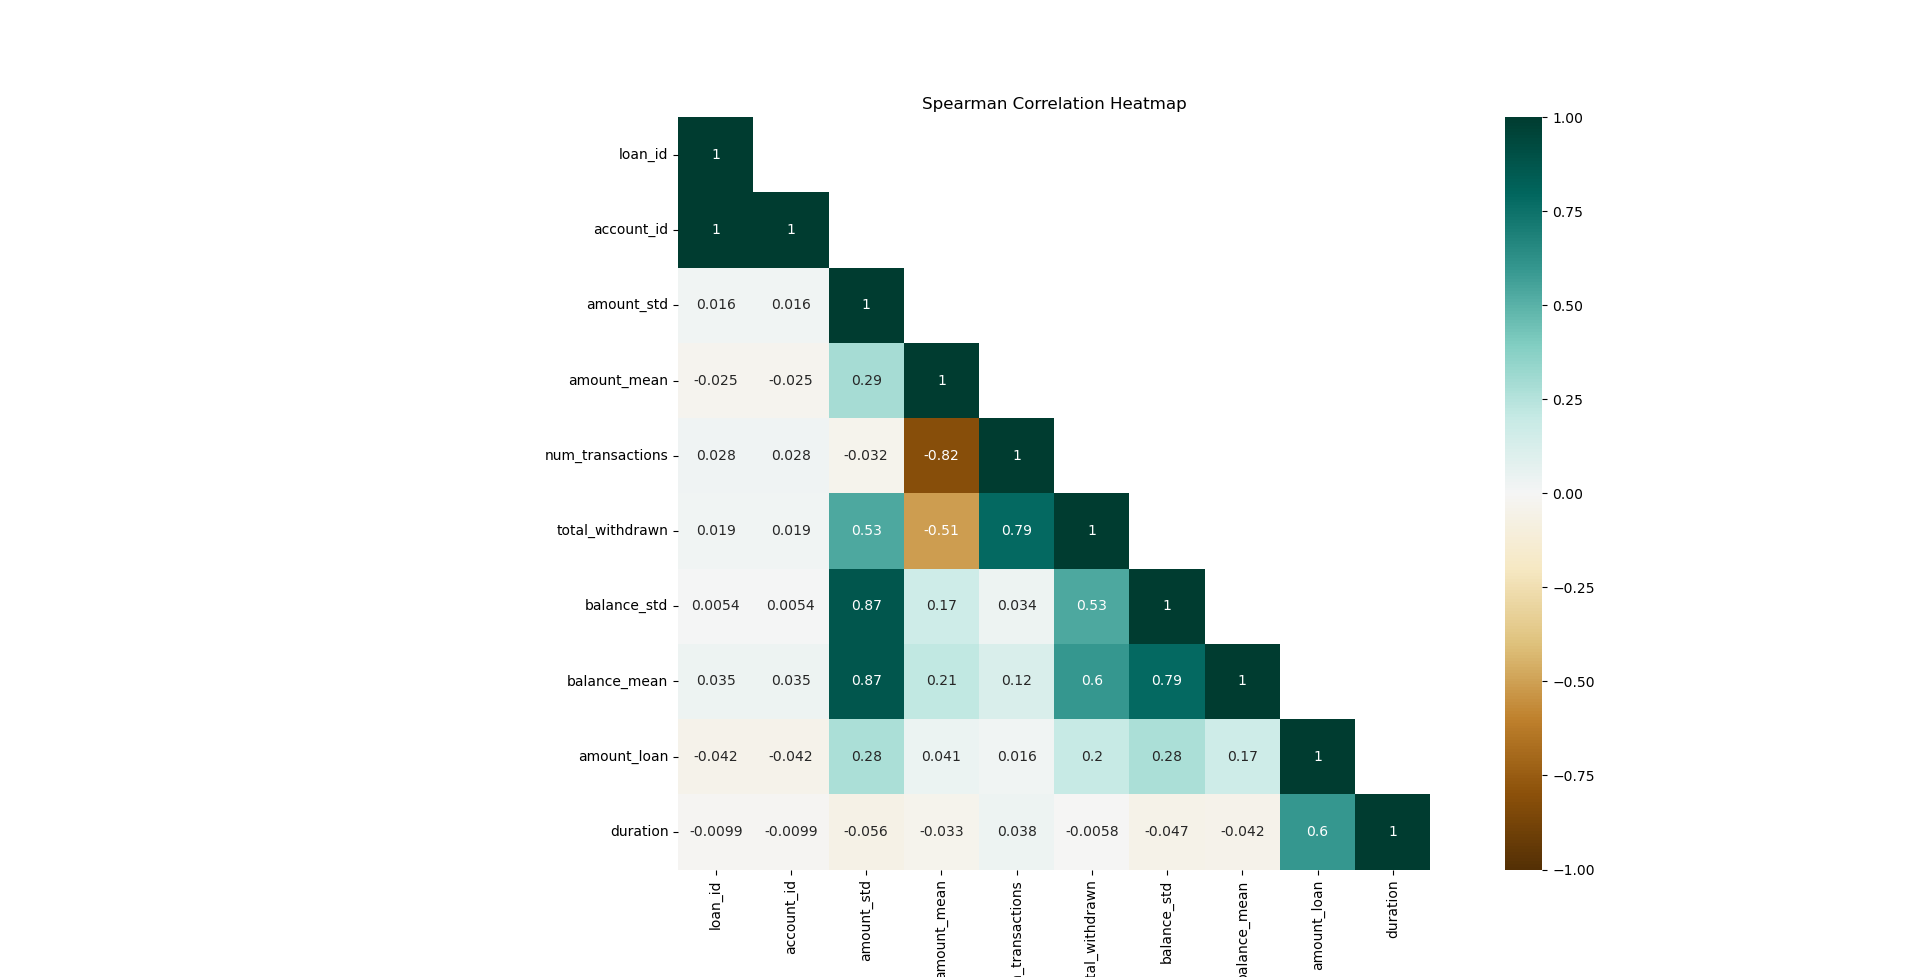 Spearman Correlation Heatmap
loan_id 1
account_id 1 1
amount_std 0.016 0.016 1
amount_mean -0.025 -0.025 0.29 1
num_transactions 0.028 0.028 -0.032 -0.82 1
total_withdrawn 0.019 0.019 0.53 -0.51 0.79 1
balance_std 0.0054 0.0054 0.87 0.17 0.034 0.53 1
balance_mean 0.035 0.035 0.87 0.21 0.12 0.6 0.79 1
amount_loan -0.042 -0.042 0.28 0.041 0.016 0.2 0.28 0.17 1
duration -0.0099 -0.0099 -0.056 -0.033 0.038 -0.0058 -0.047 -0.042 0.6 1
loan_id
account_id
amount_std
amount_mean
n_transactions
tal_withdrawn
balance_std
balance_mean
amount_loan
duration
1.00
0.75
0.50
0.25
0.00
−0.25
−0.50
−0.75
−1.00